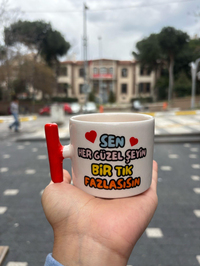 SEN
HER GÜZEL ŞEYİN
BİR TIK
FAZLASISIN